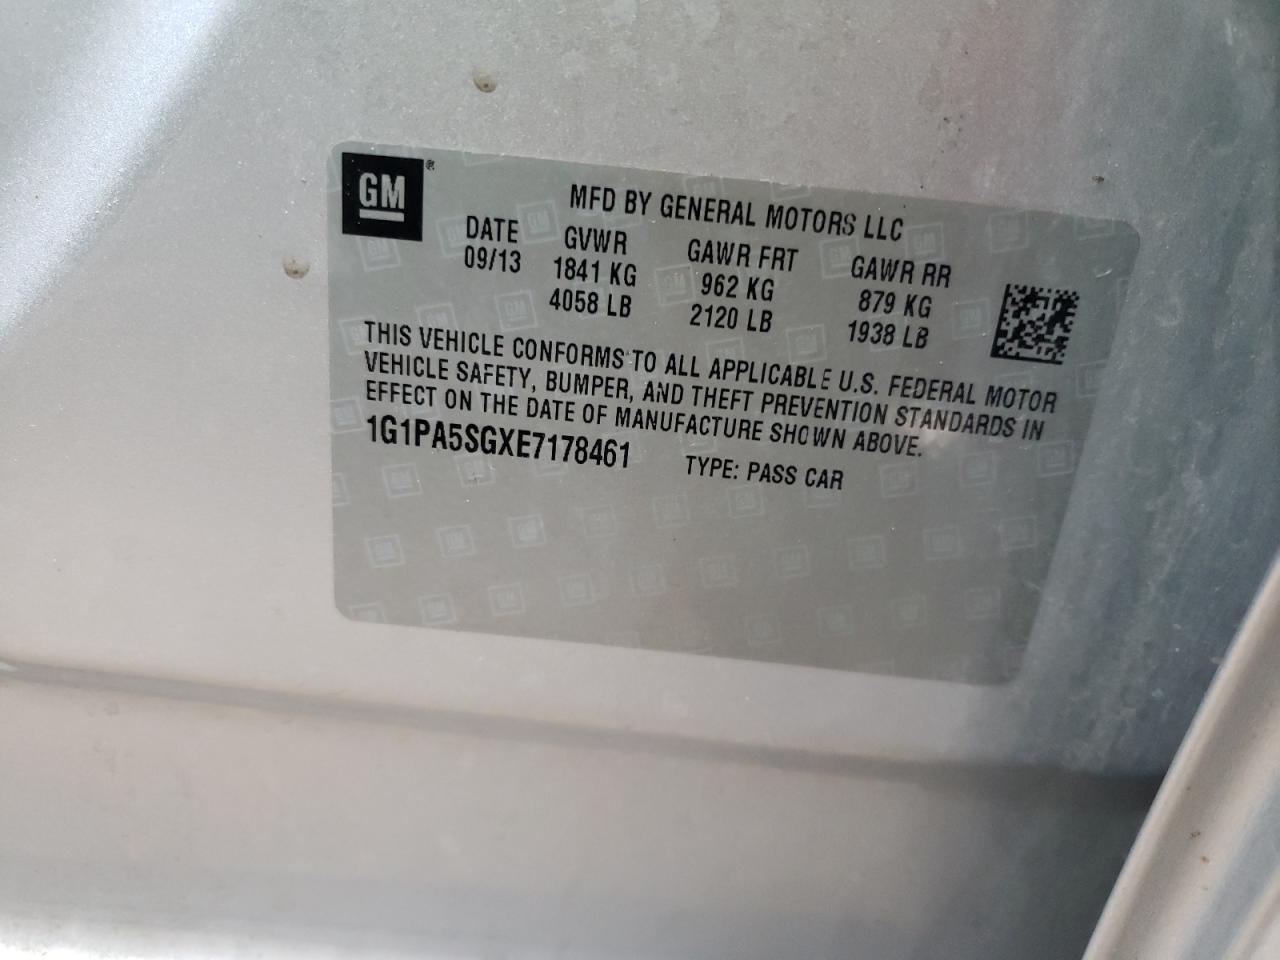 GM®
MFD BY GENERAL MOTORS LLC
DATE GVWR GAWR FRT GAWR RR
09/13 1841 KG 962 KG 879 KG
4058 LB 2120 LB 1938 LB
THIS VEHICLE CONFORMS TO ALL APPLICABLE U.S. FEDERAL MOTOR
VEHICLE SAFETY, BUMPER, AND THEFT PREVENTION STANDARDS IN
EFFECT ON THE DATE OF MANUFACTURE SHOWN ABOVE.
1G1PA5SGXE7178461 TYPE: PASS CAR